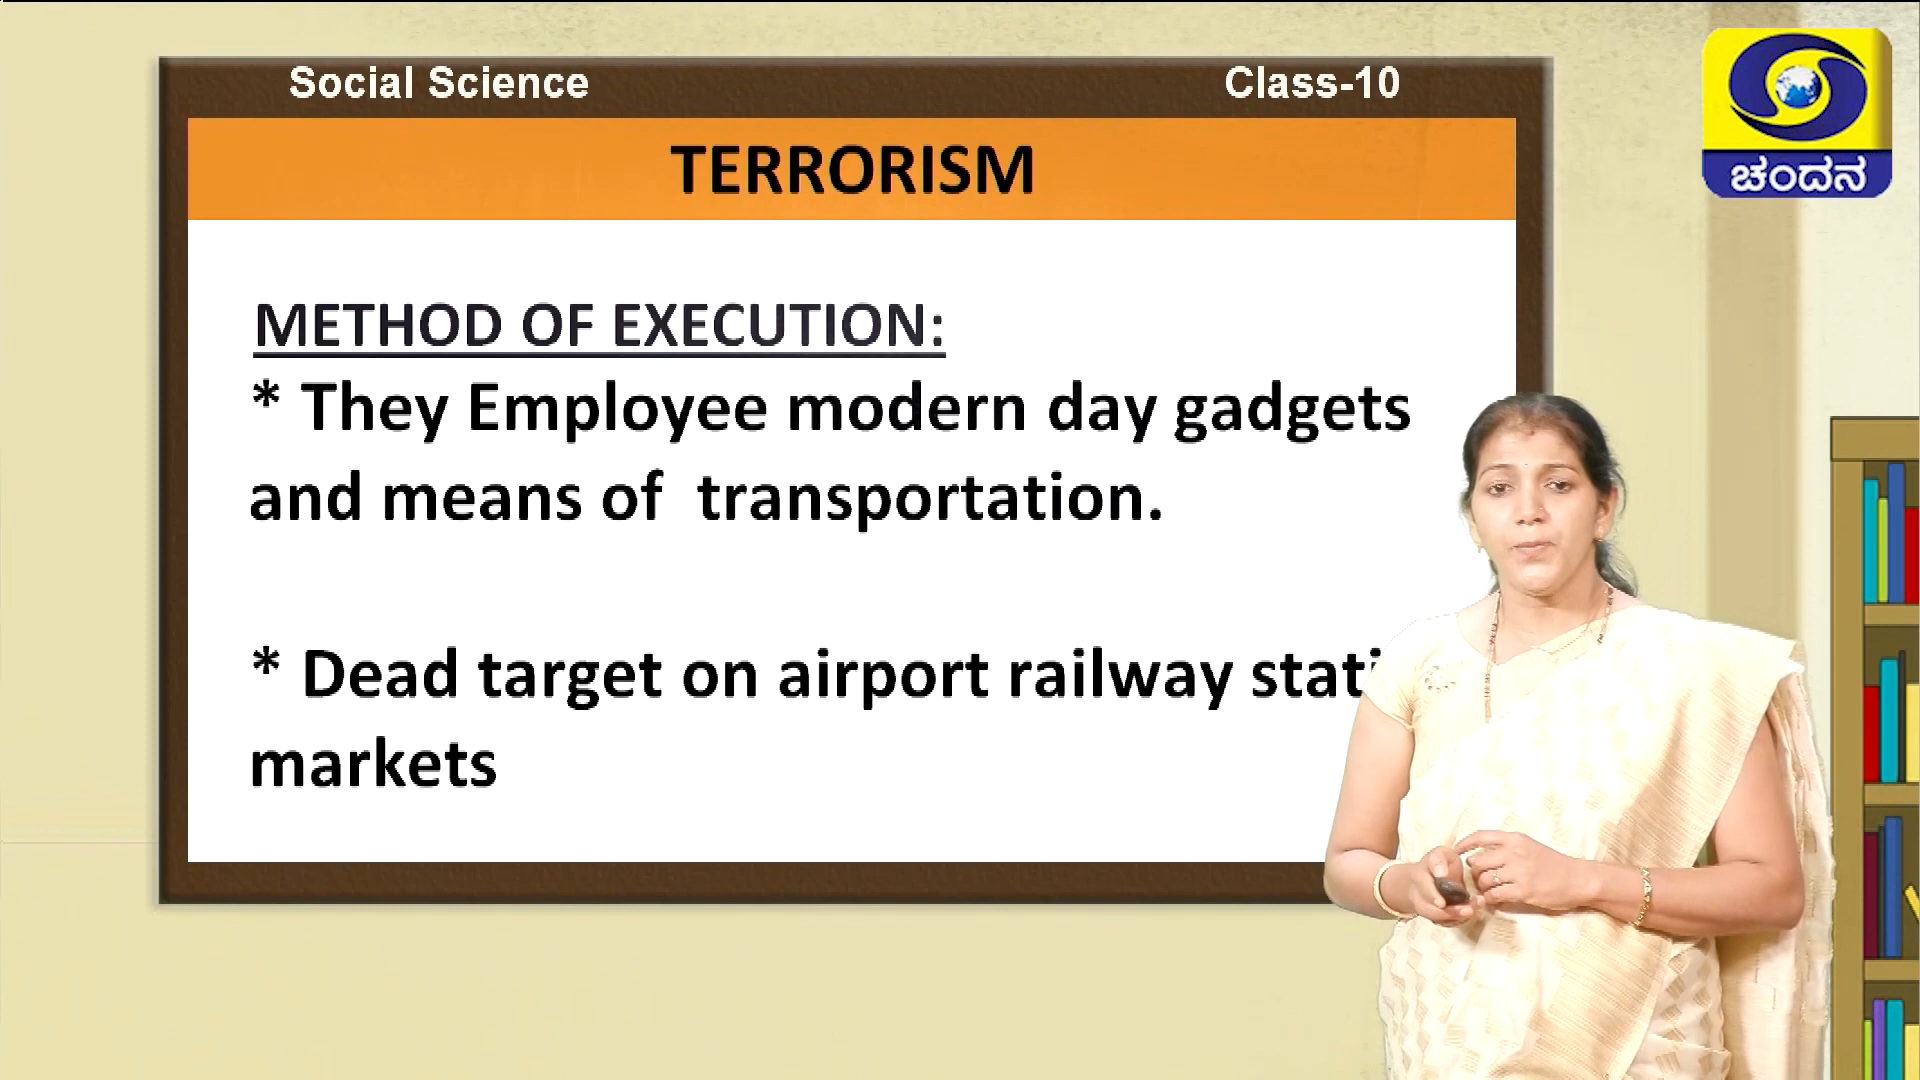 Social Science
Class-10
TERRORISM
METHOD OF EXECUTION:
* They Employee modern day gadgets
and means of transportation.
* Dead target on airport railway
markets
ಚಂದನ